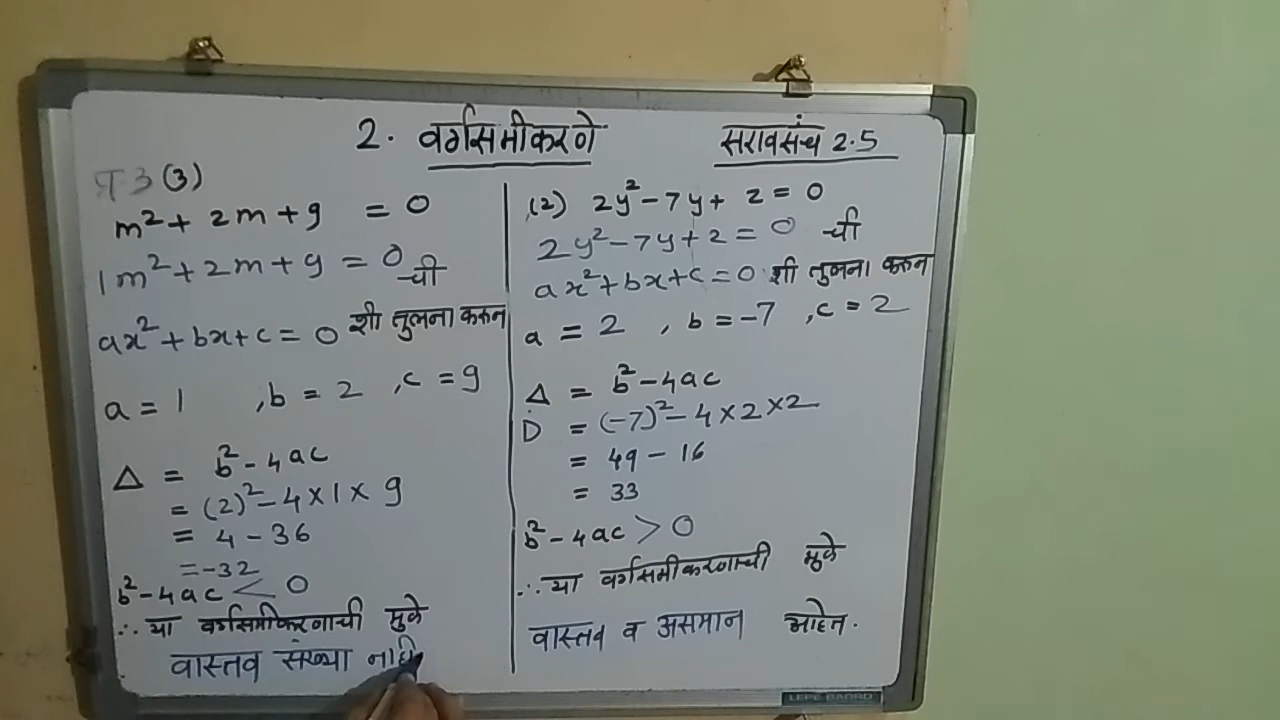 2. वर्गसमीकरणे सरावसंच 2.5
प्र 3 (3)
m² + 2m + 9 = 0
1m² + 2m + 9 = 0 ची
ax² + bx + c = 0 शी तुलना करुन
a = 1 , b = 2 , c = 9
Δ = b² - 4ac
= (2)² - 4 × 1 × 9
= 4 - 36
= -32
b² - 4ac < 0
∴ या वर्गसमीकरणाची मुळे
वास्तव संख्या नाही
(2) 2y² - 7y + 2 = 0
2y² - 7y + 2 = 0 ची
ax² + bx + c = 0 शी तुलना करुन
a = 2 , b = -7 , c = 2
Δ = b² - 4ac
D = (-7)² - 4 × 2 × 2
= 49 - 16
= 33
b² - 4ac > 0
∴ या वर्गसमीकरणाची मुळे
वास्तव व असमान आहेत.